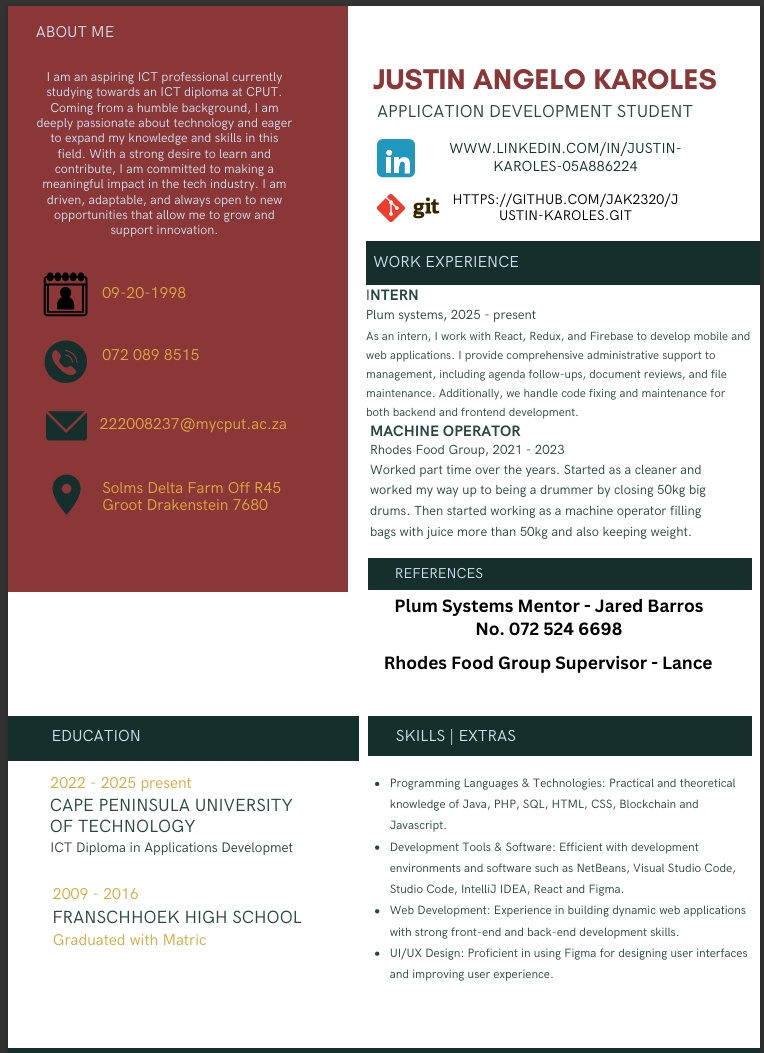 ABOUT ME
I am an aspiring ICT professional currently
studying towards an ICT diploma at CPUT.
Coming from a humble background, I am
deeply passionate about technology and eager
to expand my knowledge and skills in this
field. With a strong desire to learn and
contribute, I am committed to making a
meaningful impact in the tech industry. I am
driven, adaptable, and always open to new
opportunities that allow me to grow and
support innovation.
09-20-1998
072 089 8515
222008237@mycput.ac.za
Solms Delta Farm Off R45
Groot Drakenstein 7680
JUSTIN ANGELO KAROLES
APPLICATION DEVELOPMENT STUDENT
in
WWW.LINKEDIN.COM/IN/JUSTIN-
KAROLES-05A886224
git
HTTPS://GITHUB.COM/JAK2320/J
USTIN-KAROLES.GIT
WORK EXPERIENCE
INTERN
Plum systems, 2025 - present
As an intern, I work with React, Redux, and Firebase to develop mobile and
web applications. I provide comprehensive administrative support to
management, including agenda follow-ups, document reviews, and file
maintenance. Additionally, we handle code fixing and maintenance for
both backend and frontend development.
MACHINE OPERATOR
Rhodes Food Group, 2021 - 2023
Worked part time over the years. Started as a cleaner and
worked my way up to being a drummer by closing 50kg big
drums. Then started working as a machine operator filling
bags with juice more than 50kg and also keeping weight.
REFERENCES
Plum Systems Mentor - Jared Barros
No. 072 524 6698
Rhodes Food Group Supervisor - Lance
EDUCATION
2022 - 2025 present
CAPE PENINSULA UNIVERSITY
OF TECHNOLOGY
ICT Diploma in Applications Developmet
2009 - 2016
FRANSCHHOEK HIGH SCHOOL
Graduated with Matric
SKILLS | EXTRAS
• Programming Languages & Technologies: Practical and theoretical
knowledge of Java, PHP, SQL, HTML, CSS, Blockchain and
Javascript.
• Development Tools & Software: Efficient with development
environments and software such as NetBeans, Visual Studio Code,
Studio Code, IntelliJ IDEA, React and Figma.
• Web Development: Experience in building dynamic web applications
with strong front-end and back-end development skills.
• UI/UX Design: Proficient in using Figma for designing user interfaces
and improving user experience.